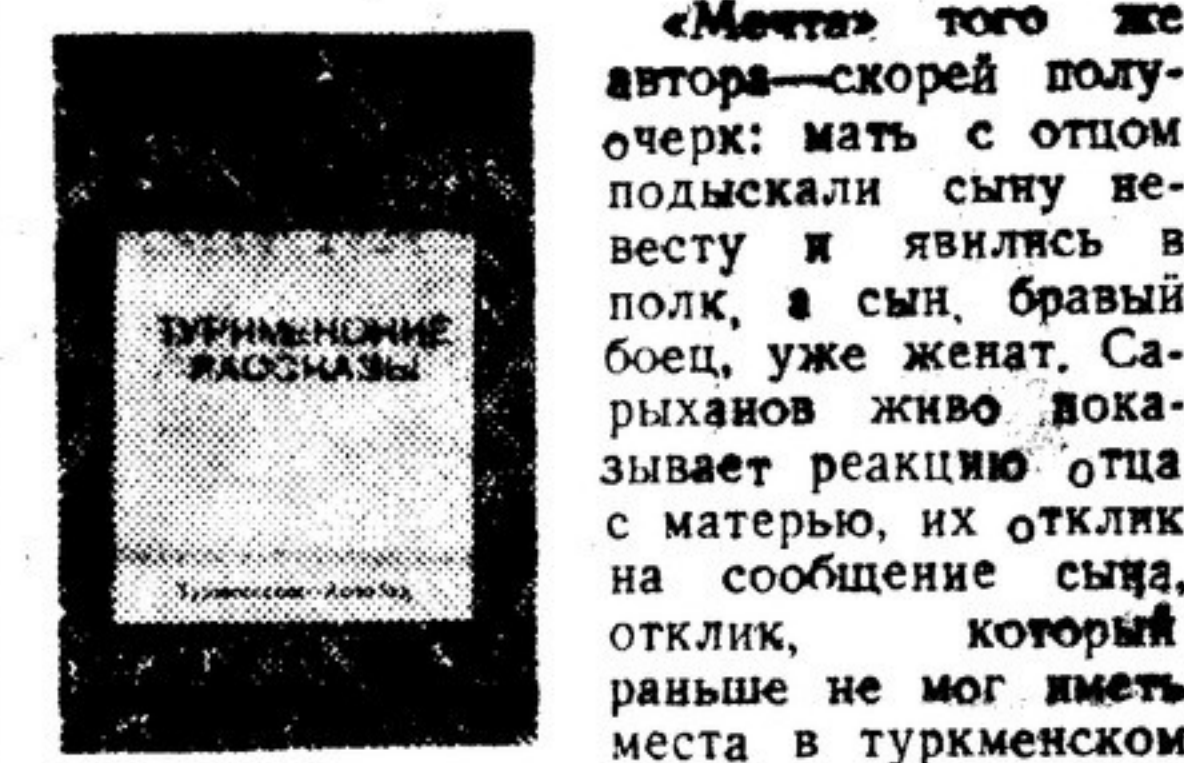 ТУРКМЕНСКИЕ
РАССКАЗЫ
«Мечта» того же
автора—скорей полу-
очерк: мать с отцом
подыскали сыну не-
весту и явились в
полк, а сын, бравый
боец, уже женат. Са-
рыханов живо пока-
зывает реакцию отца
с матерью, их отклик
на сообщение сына,
отклик, который
раньше не мог иметь
места в туркменском